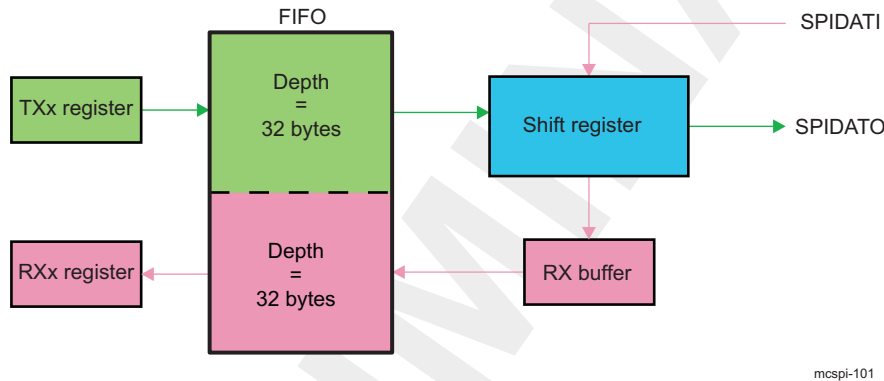 FIFO
SPIDATI
TXx register
Depth
=
32 bytes
Shift register
SPIDATO
RXx register
Depth
=
32 bytes
RX buffer
mcspi-101